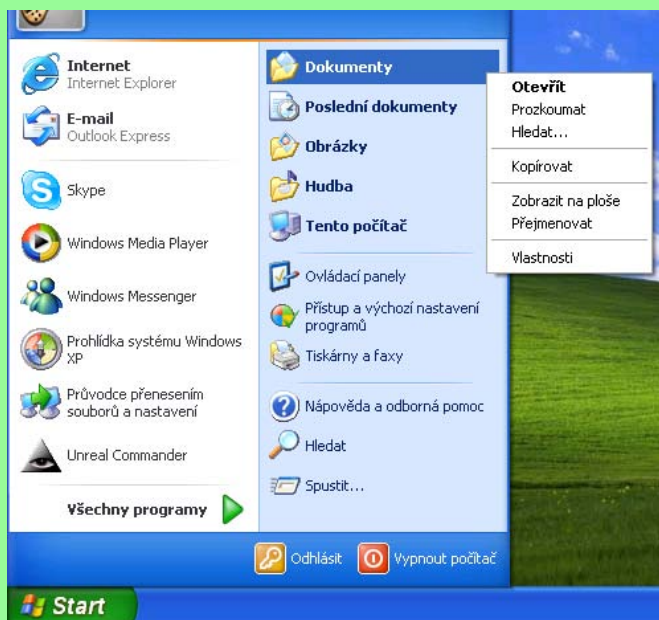 Internet
Internet Explorer
E-mail
Outlook Express
Skype
Windows Media Player
Windows Messenger
Prohlídka systému Windows
XP
Průvodce přenesením
souborů a nastavení
Unreal Commander
Všechny programy
Dokumenty
Poslední dokumenty
Obrázky
Hudba
Tento počítač
Ovládací panely
Přístup a výchozí nastavení
programů
Tiskárny a faxy
Nápověda a odborná pomoc
Hledat
Spustit...
Otevřít
Prozkoumat
Hledat...
Kopírovat
Zobrazit na ploše
Přejmenovat
Vlastnosti
Odhlásit
Vypnout počítač
Start